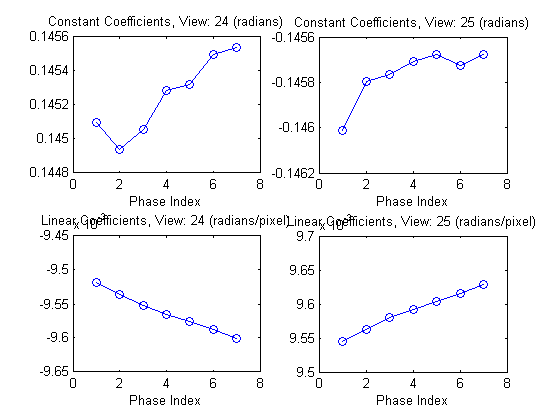 Constant Coefficients, View: 24 (radians)
Constant Coefficients, View: 25 (radians)
0.1456
0.1454
0.1452
0.145
0.1448
0 2 4 6 8
Phase Index
-0.1456
-0.1458
-0.146
-0.1462
0 2 4 6 8
Phase Index
Linear Coefficients, View: 24 (radians/pixel)
Linear Coefficients, View: 25 (radians/pixel)
-9.45
-9.5
-9.55
-9.6
-9.65
0 2 4 6 8
Phase Index
9.7
9.65
9.6
9.55
9.5
0 2 4 6 8
Phase Index